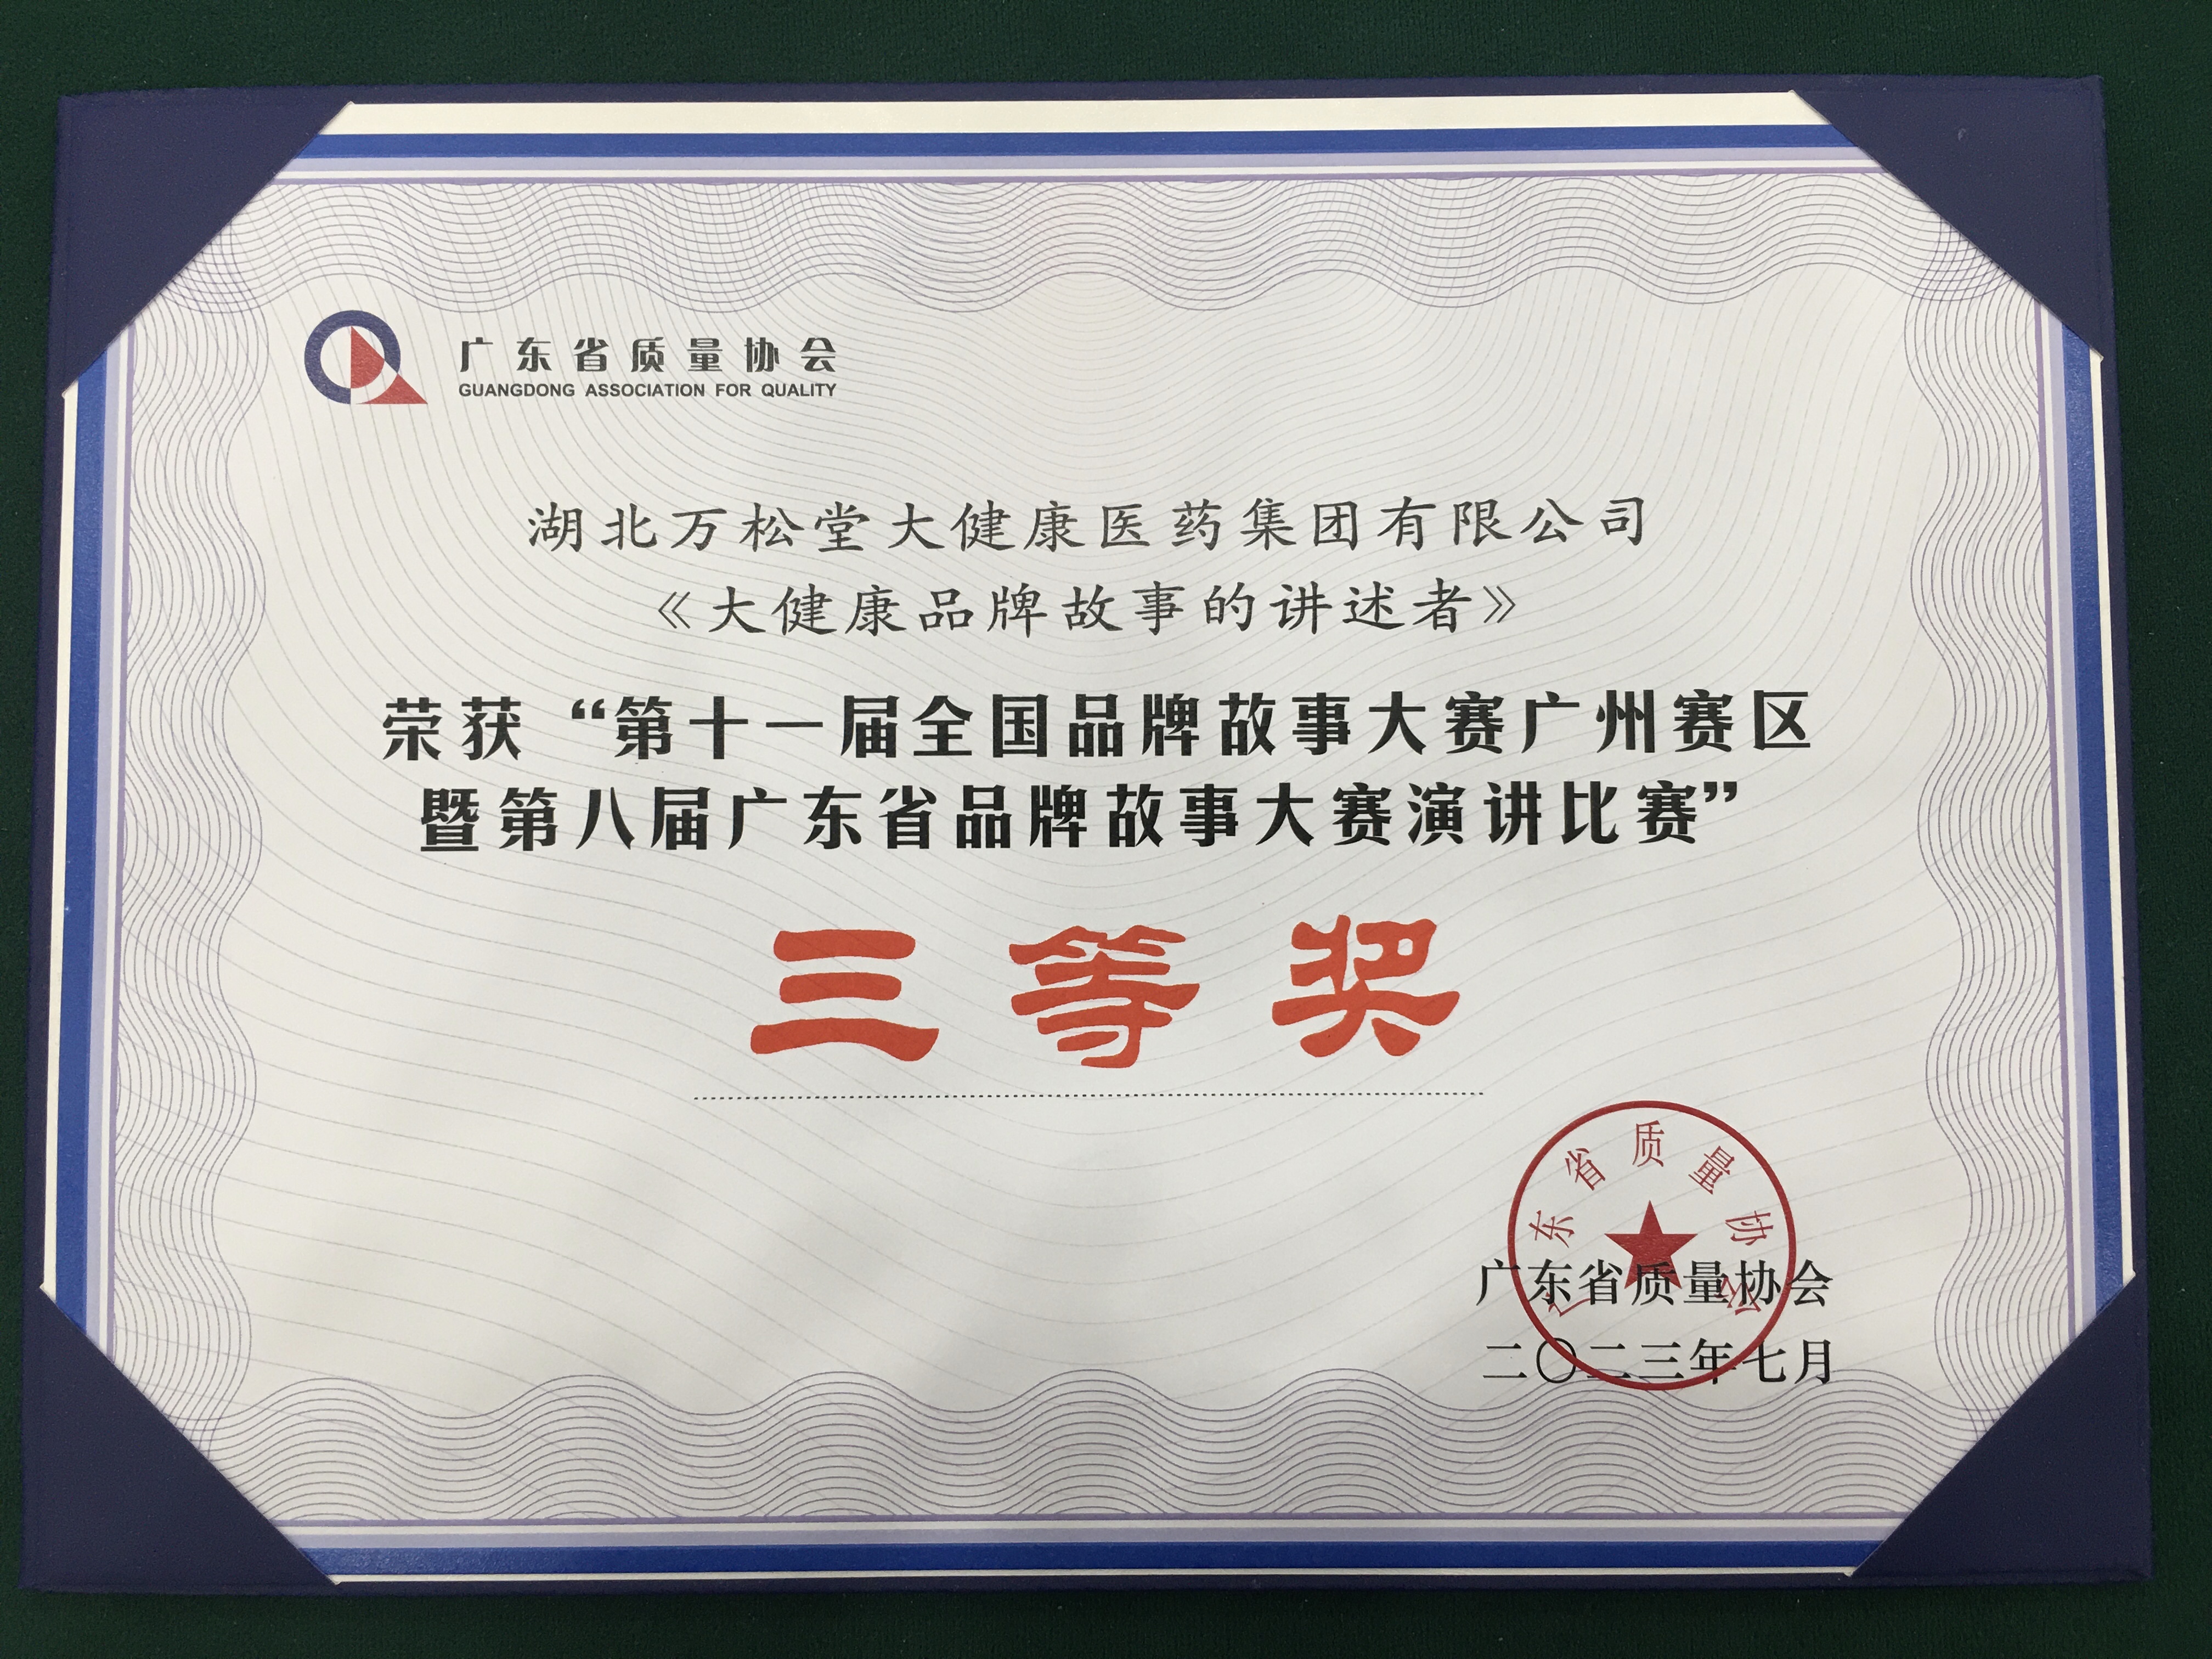 广东省质量协会
GUANGDONG ASSOCIATION FOR QUALITY
湖北万松堂大健康医药集团有限公司
《大健康品牌故事的讲述者》
荣获“第十一届全国品牌故事大赛广州赛区
暨第八届广东省品牌故事大赛演讲比赛”
三等奖
广东省质量协会
广东省质量协会
二〇二三年七月